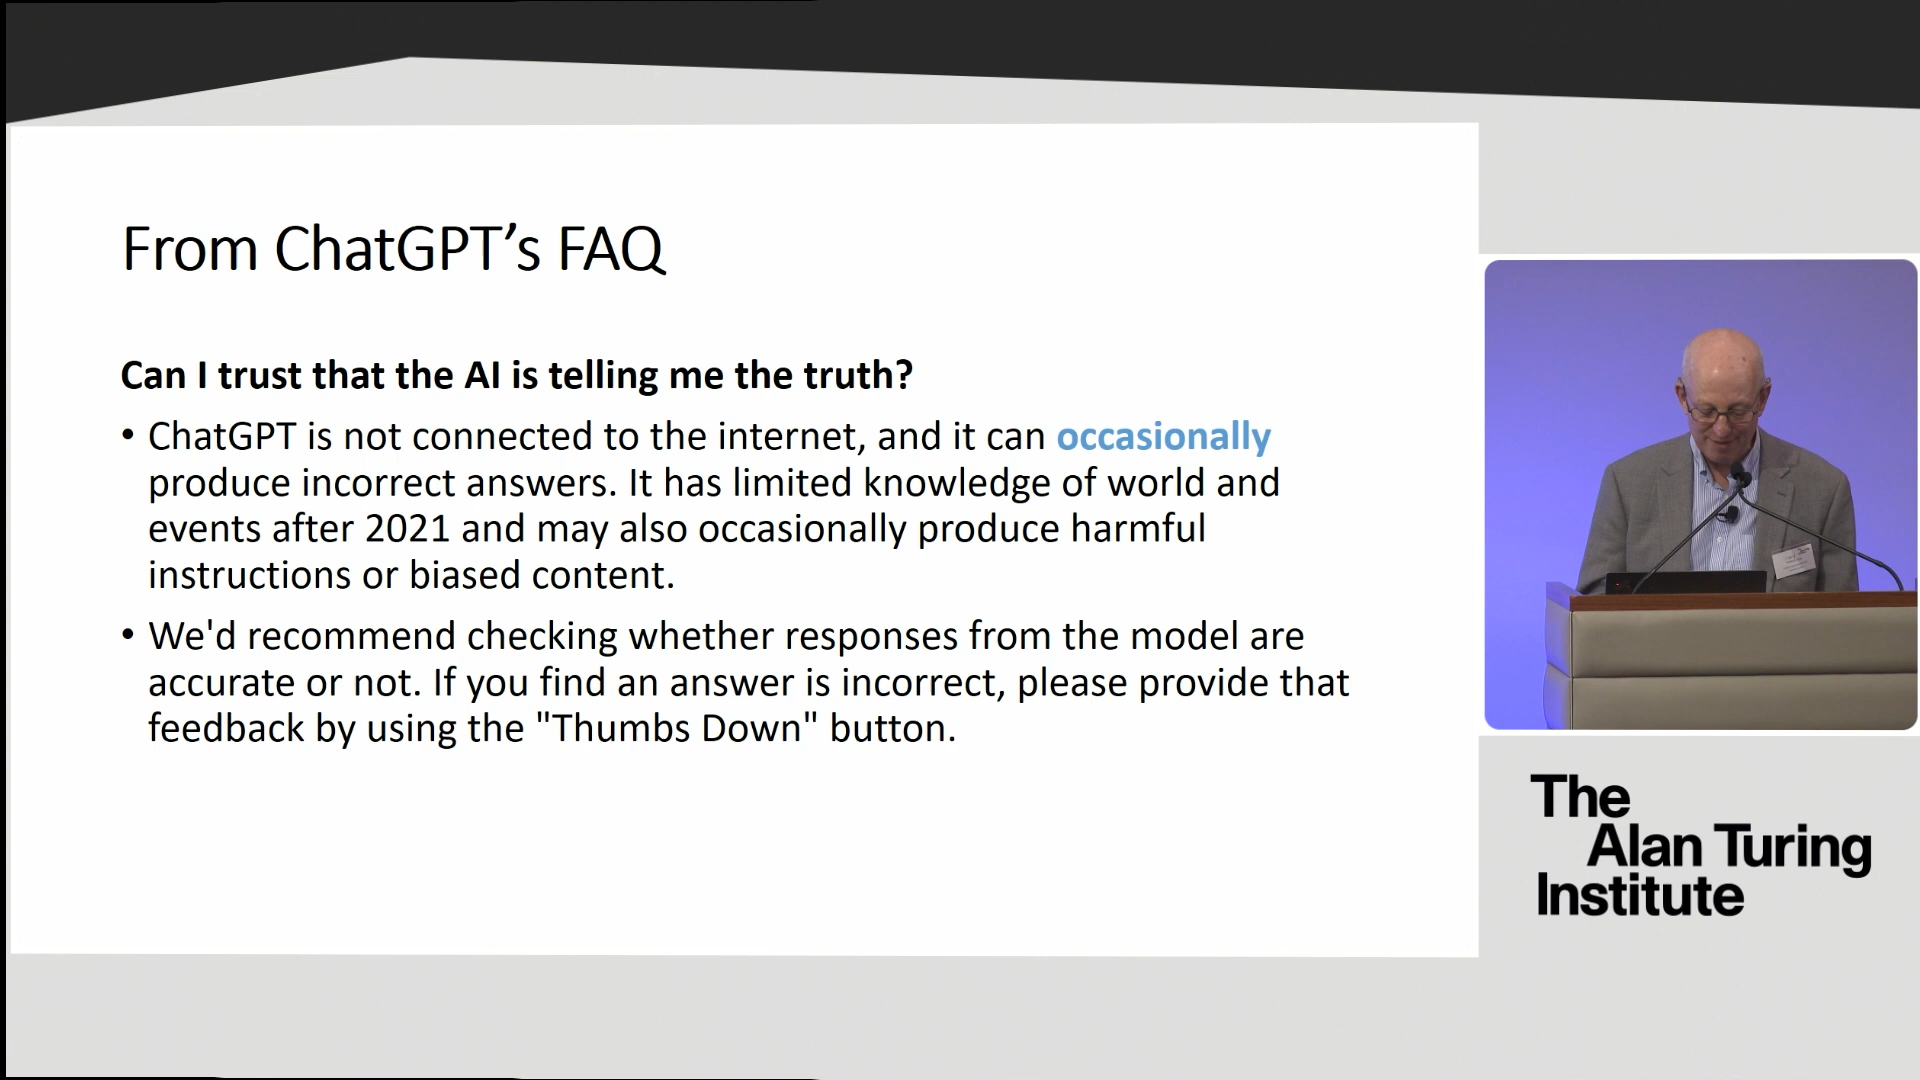 From ChatGPT’s FAQ
Can I trust that the AI is telling me the truth?
• ChatGPT is not connected to the internet, and it can occasionally
produce incorrect answers. It has limited knowledge of world and
events after 2021 and may also occasionally produce harmful
instructions or biased content.
• We'd recommend checking whether responses from the model are
accurate or not. If you find an answer is incorrect, please provide that
feedback by using the "Thumbs Down" button.
The
Alan Turing
Institute